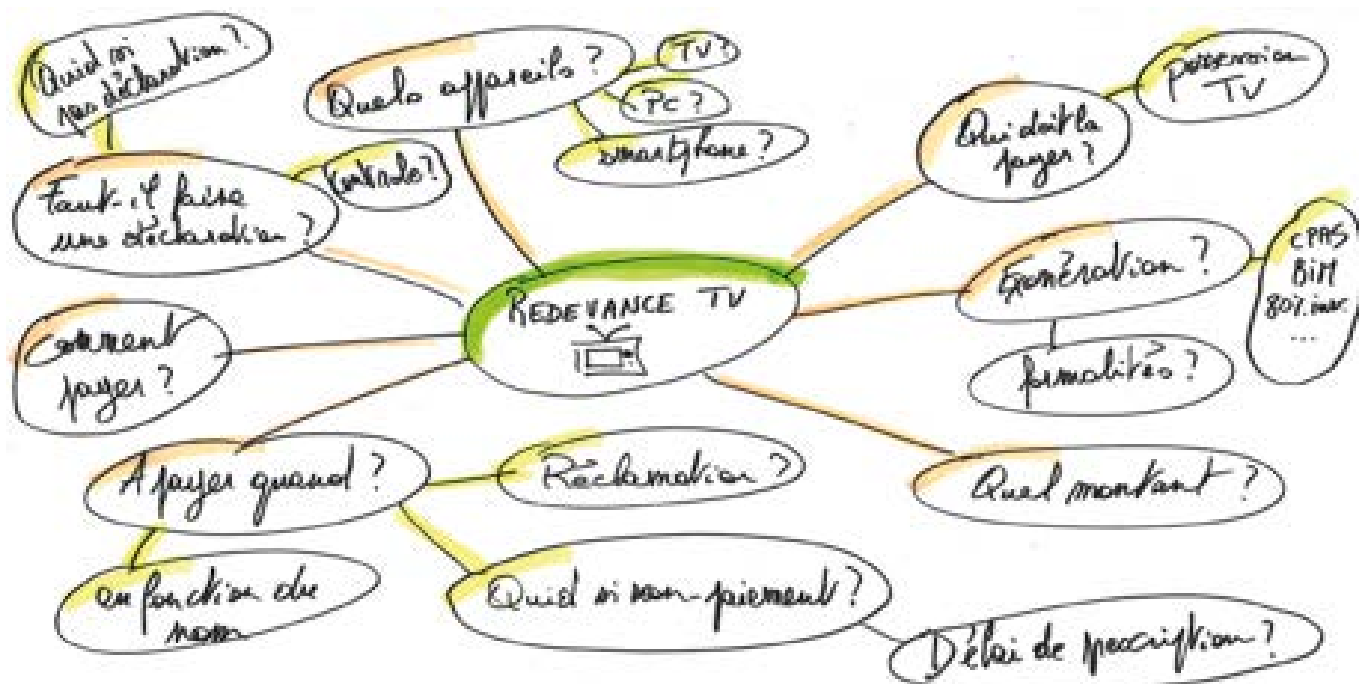 Quid si
pas déclaration?
Quels appareils?
TV?
PC?
smartphone?
Qui doit la
payer?
possession
TV
Faut-il faire
une déclaration?
Contrôle?
REDEVANCE TV
Exonération?
CPAS
BIM
80% inv.
...
formalités?
Comment
payer?
A payer quand?
Réclamation?
Quel montant?
en fonction du
nom
Quid si non-paiement?
Délai de prescription?